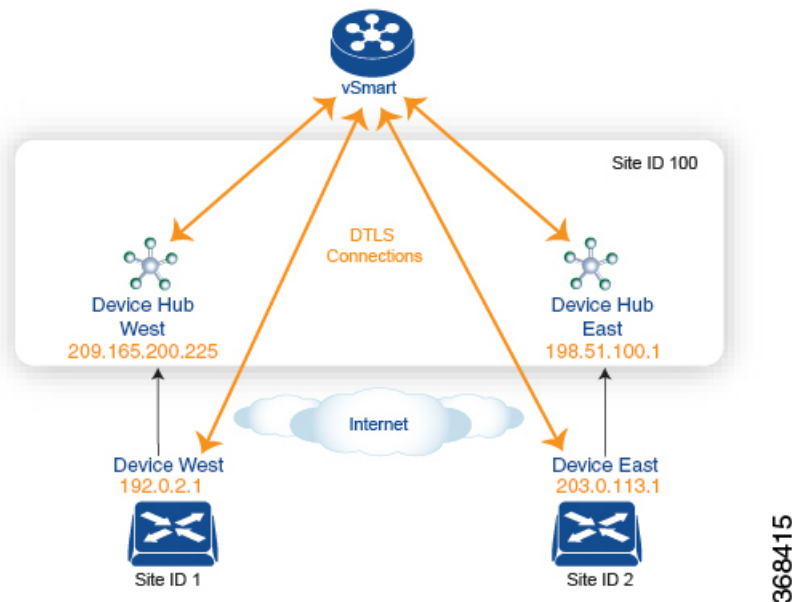 vSmart
Site ID 100
DTLS
Connections
Device Hub
West
209.165.200.225
Device Hub
East
198.51.100.1
Internet
Device West
192.0.2.1
Device East
203.0.113.1
Site ID 1
Site ID 2
368415